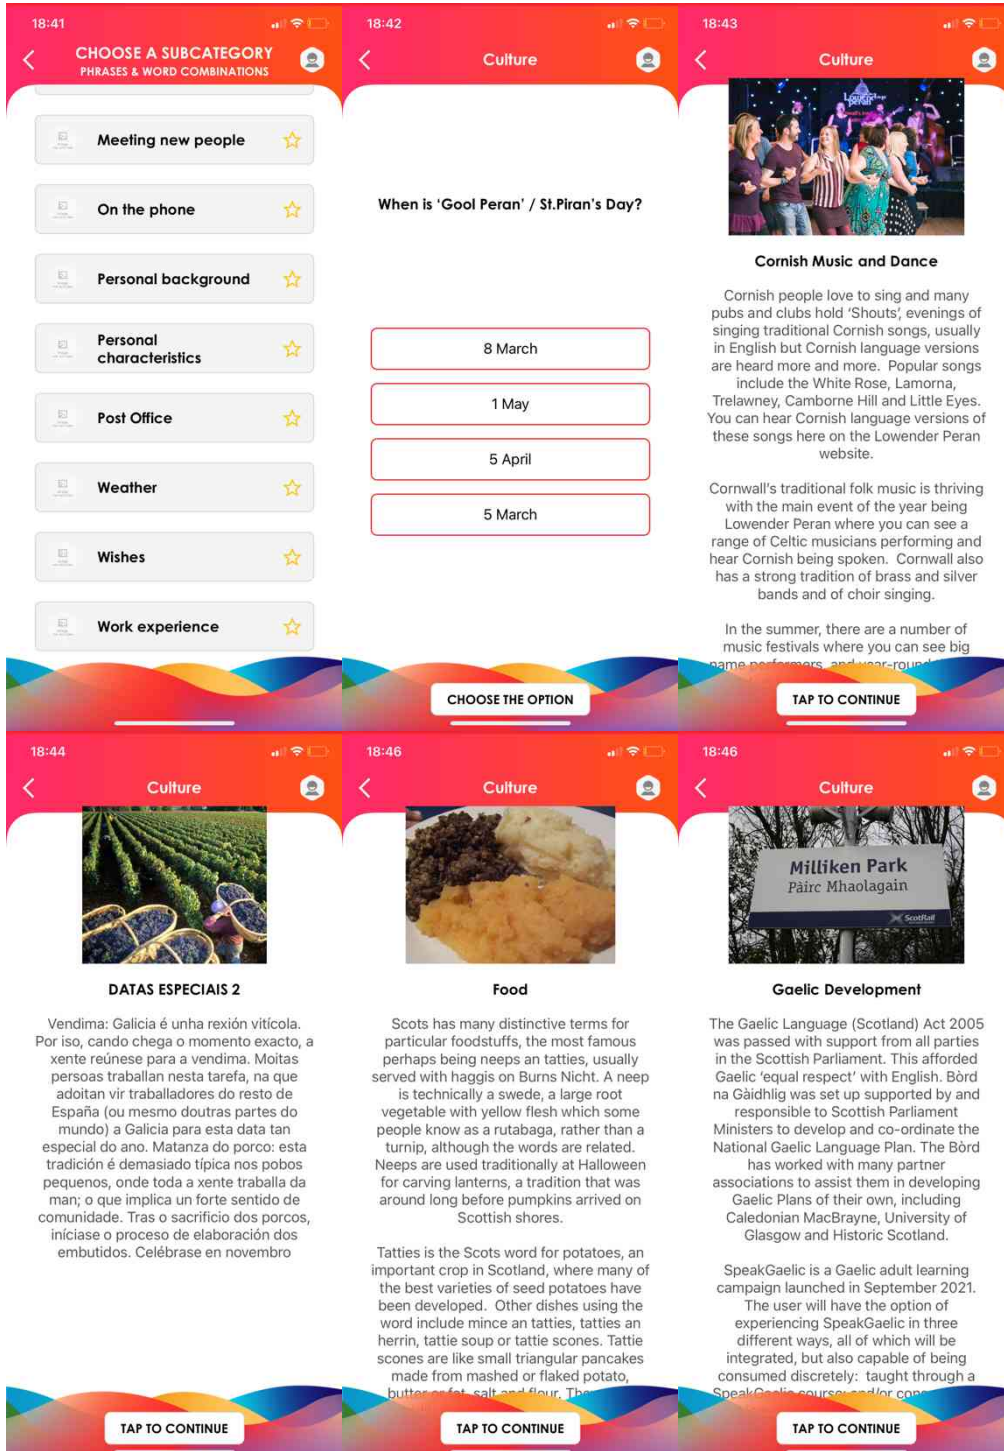 18:41
CHOOSE A SUBCATEGORY
PHRASES & WORD COMBINATIONS
Meeting new people
On the phone
Personal background
Personal
characteristics
Post Office
Weather
Wishes
Work experience
18:42
Culture
When is ‘Gool Peran’ / St.Piran’s Day?
8 March
1 May
5 April
5 March
CHOOSE THE OPTION
18:43
Culture
Lowender
Peran
Cornish Music and Dance
Cornish people love to sing and many
pubs and clubs hold ‘Shouts’, evenings of
singing traditional Cornish songs, usually
in English but Cornish language versions
are heard more and more. Popular songs
include the White Rose, Lamorna,
Trelawney, Camborne Hill and Little Eyes.
You can hear Cornish language versions of
these songs here on the Lowender Peran
website.
Cornwall’s traditional folk music is thriving
with the main event of the year being
Lowender Peran where you can see a
range of Celtic musicians performing and
hear Cornish being spoken. Cornwall also
has a strong tradition of brass and silver
bands and of choir singing.
In the summer, there are a number of
music festivals where you can see big
name performers, and year-round
TAP TO CONTINUE
18:44
Culture
DATAS ESPECIAIS 2
Vendima: Galicia é unha rexión vitícola.
Por iso, cando chega o momento exacto, a
xente reúnese para a vendima. Moitas
persoas traballan nesta tarefa, na que
adoitan vir traballadores do resto de
España (ou mesmo doutras partes do
mundo) a Galicia para esta data tan
especial do ano. Matanza do porco: esta
tradición é demasiado típica nos pobos
pequenos, onde toda a xente traballa da
man; o que implica un forte sentido de
comunidade. Tras o sacrificio dos porcos,
iníciase o proceso de elaboración dos
embutidos. Celébrase en novembro
TAP TO CONTINUE
18:46
Culture
Food
Scots has many distinctive terms for
particular foodstuffs, the most famous
perhaps being neeps an tatties, usually
served with haggis on Burns Nicht. A neep
is technically a swede, a large root
vegetable with yellow flesh which some
people know as a rutabaga, rather than a
turnip, although the words are related.
Neeps are used traditionally at Halloween
for carving lanterns, a tradition that was
around long before pumpkins arrived on
Scottish shores.
Tatties is the Scots word for potatoes, an
important crop in Scotland, where many of
the best varieties of seed potatoes have
been developed. Other dishes using the
word include mince an tatties, tatties an
herrin, tattie soup or tattie scones. Tattie
scones are like small triangular pancakes
made from mashed or flaked potato,
butter or fat, salt and flour.
TAP TO CONTINUE
18:46
Culture
Milliken Park
Pàirc Mhaolagain
ScotRail
Gaelic Development
The Gaelic Language (Scotland) Act 2005
was passed with support from all parties
in the Scottish Parliament. This afforded
Gaelic ‘equal respect’ with English. Bòrd
na Gàidhlig was set up supported by and
responsible to Scottish Parliament
Ministers to develop and co-ordinate the
National Gaelic Language Plan. The Bòrd
has worked with many partner
associations to assist them in developing
Gaelic Plans of their own, including
Caledonian MacBrayne, University of
Glasgow and Historic Scotland.
SpeakGaelic is a Gaelic adult learning
campaign launched in September 2021.
The user will have the option of
experiencing SpeakGaelic in three
different ways, all of which will be
integrated, but also capable of being
consumed discretely: taught through a
SpeakGaelic course; and/or
TAP TO CONTINUE